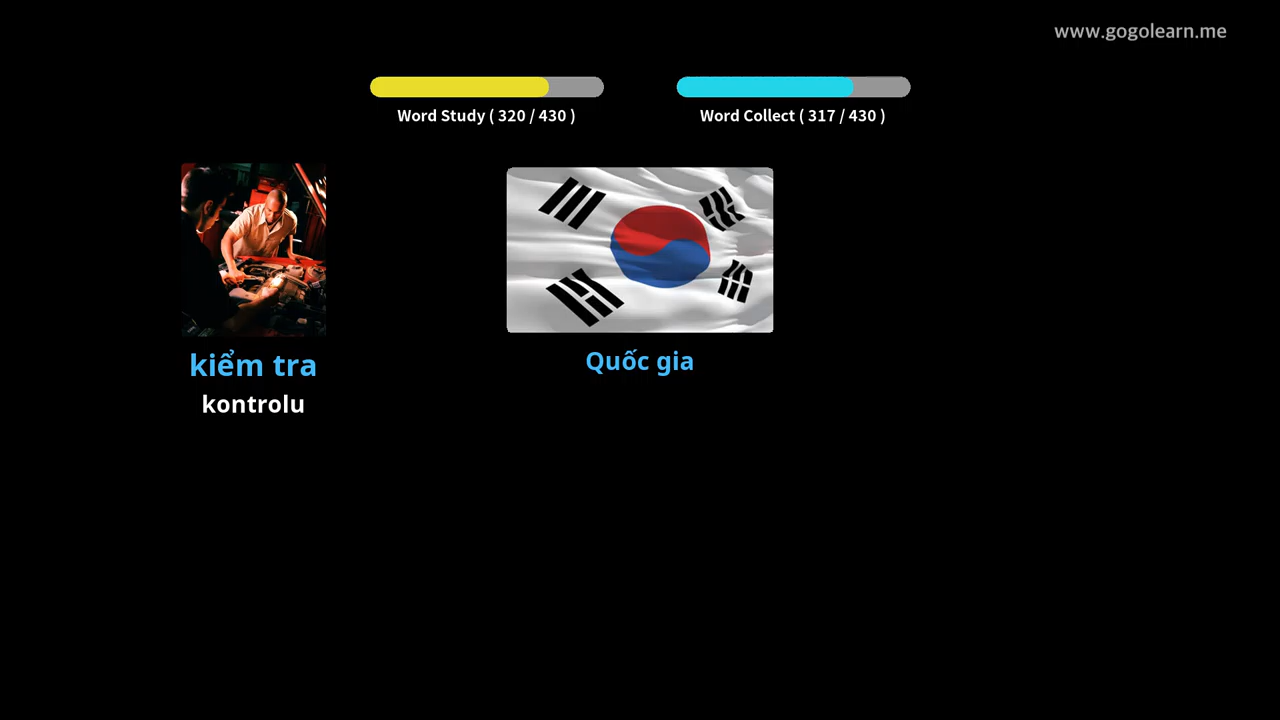 www.gogolearn.me
Word Study ( 320 / 430 )
Word Collect ( 317 / 430 )
kiểm tra
kontrolu
Quốc gia